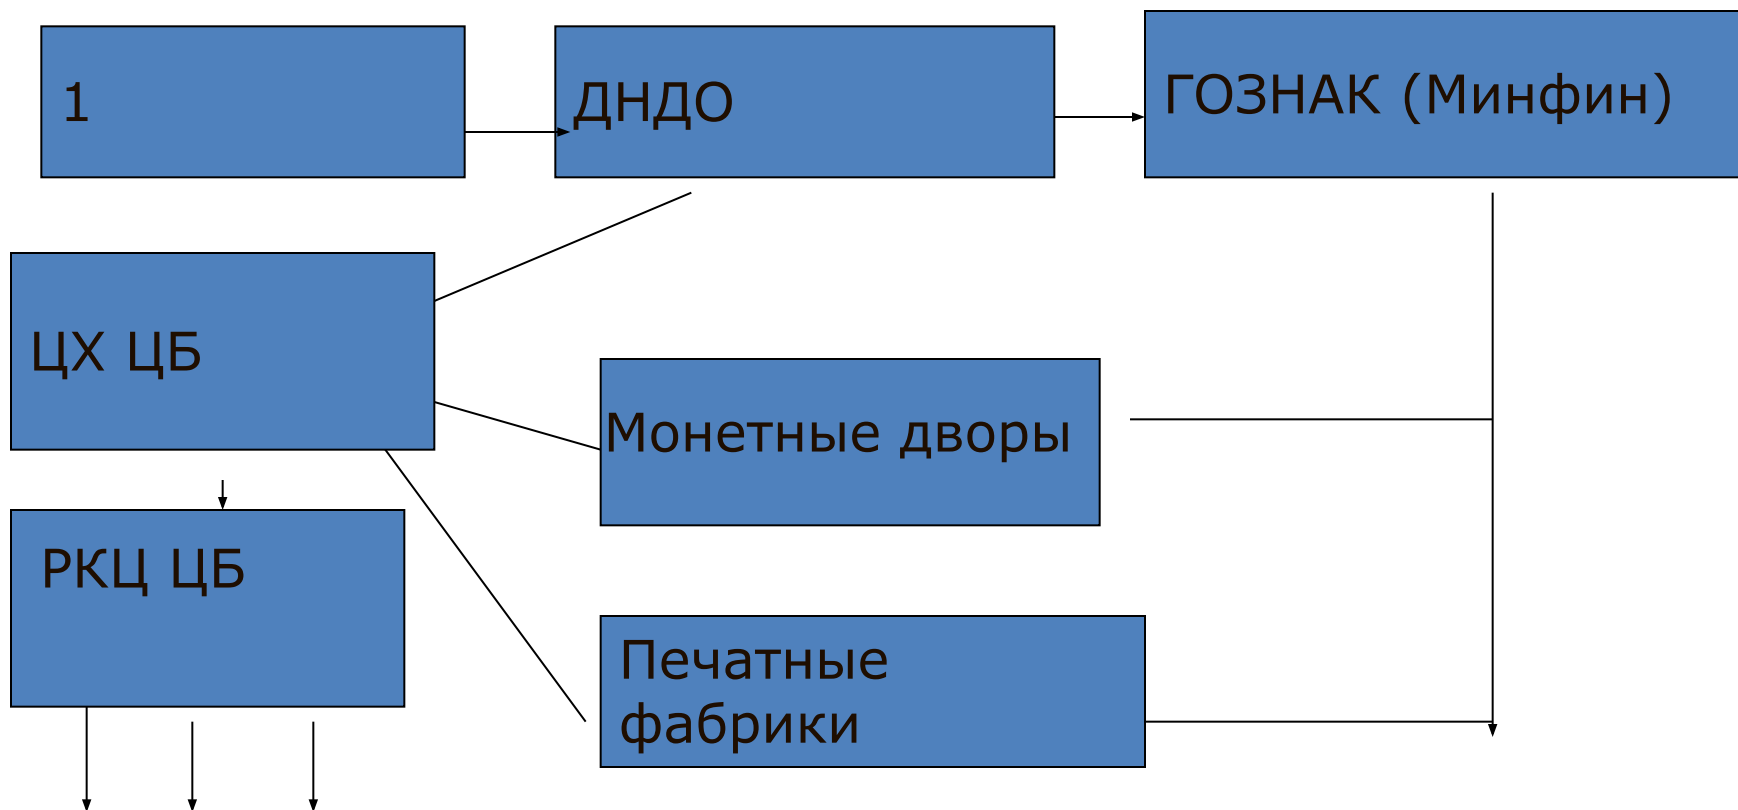 1
ДНДО
ГОЗНАК (Минфин)
ЦХ ЦБ
Монетные дворы
РКЦ ЦБ
Печатные
фабрики